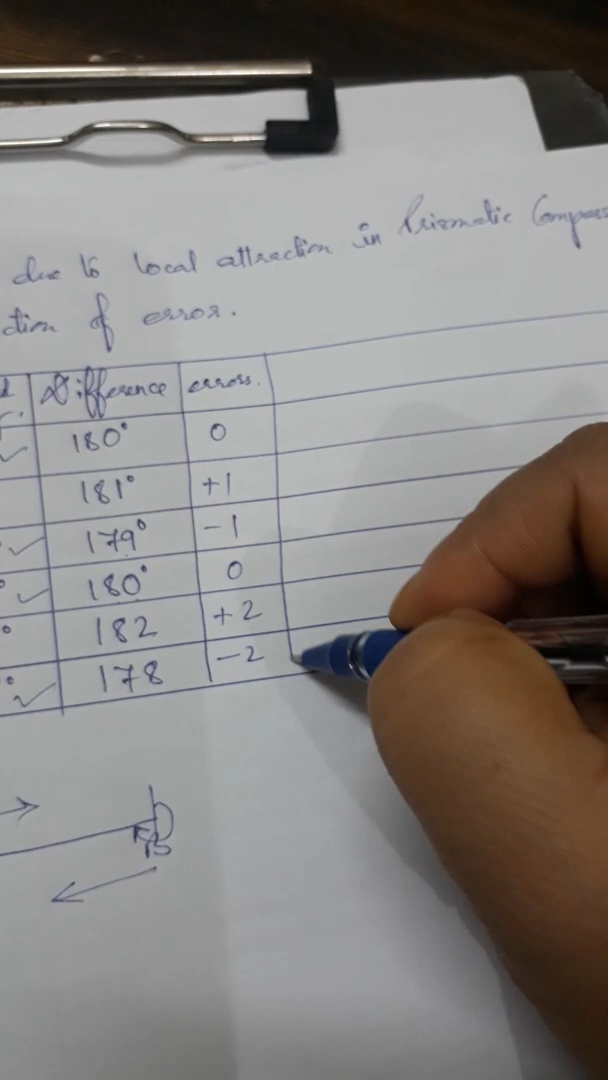 due to local attraction in Prismatic Compass
ction of error.
Difference errors.
180° 0
181° +1
179° -1
180° 0
182 +2
178 -2
B